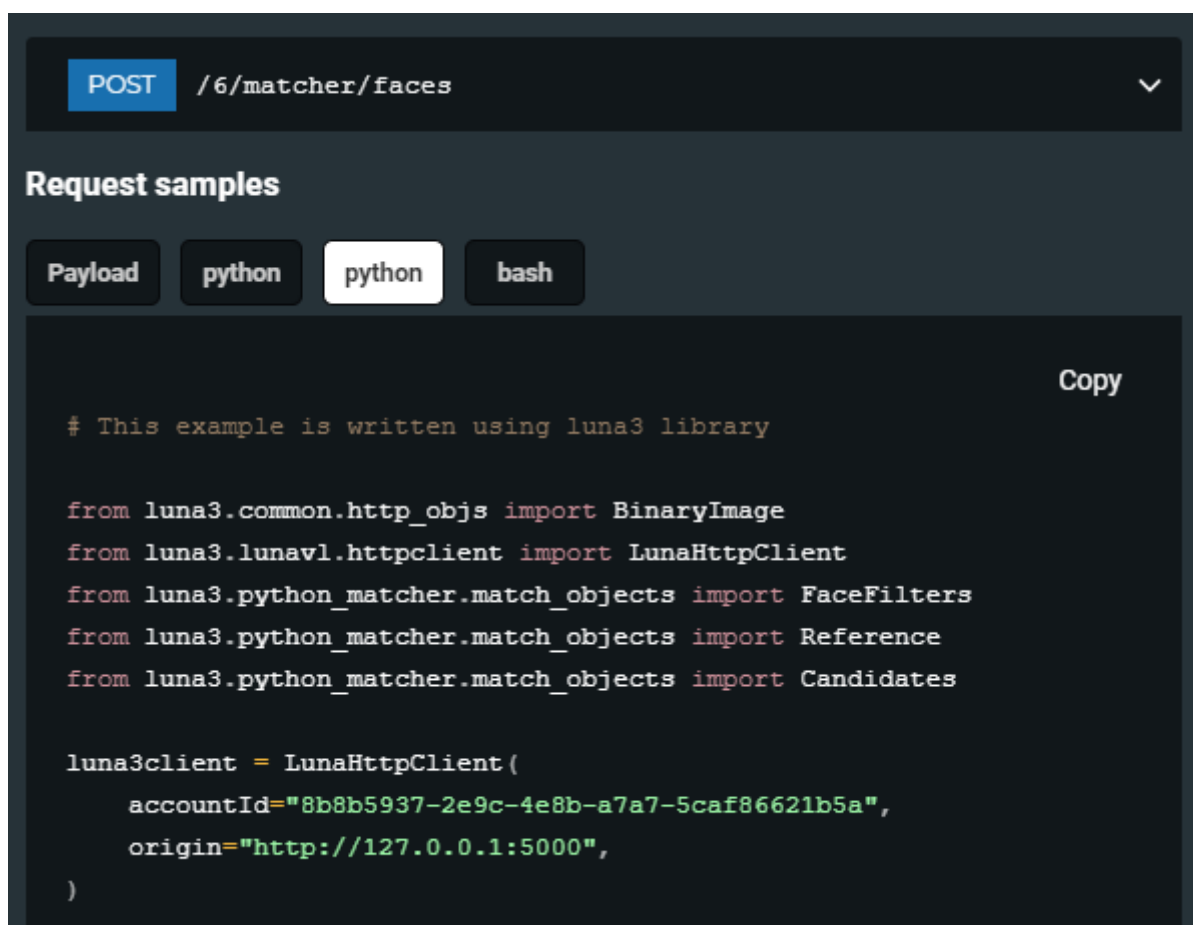 POST /6/matcher/faces
Request samples
Payload python python bash
Copy
# This example is written using luna3 library
from luna3.common.http_objs import BinaryImage
from luna3.lunavl.httpclient import LunaHttpClient
from luna3.python_matcher.match_objects import FaceFilters
from luna3.python_matcher.match_objects import Reference
from luna3.python_matcher.match_objects import Candidates
luna3client = LunaHttpClient(
    accountId="8b8b5937-2e9c-4e8b-a7a7-5caf86621b5a",
    origin="http://127.0.0.1:5000",
)